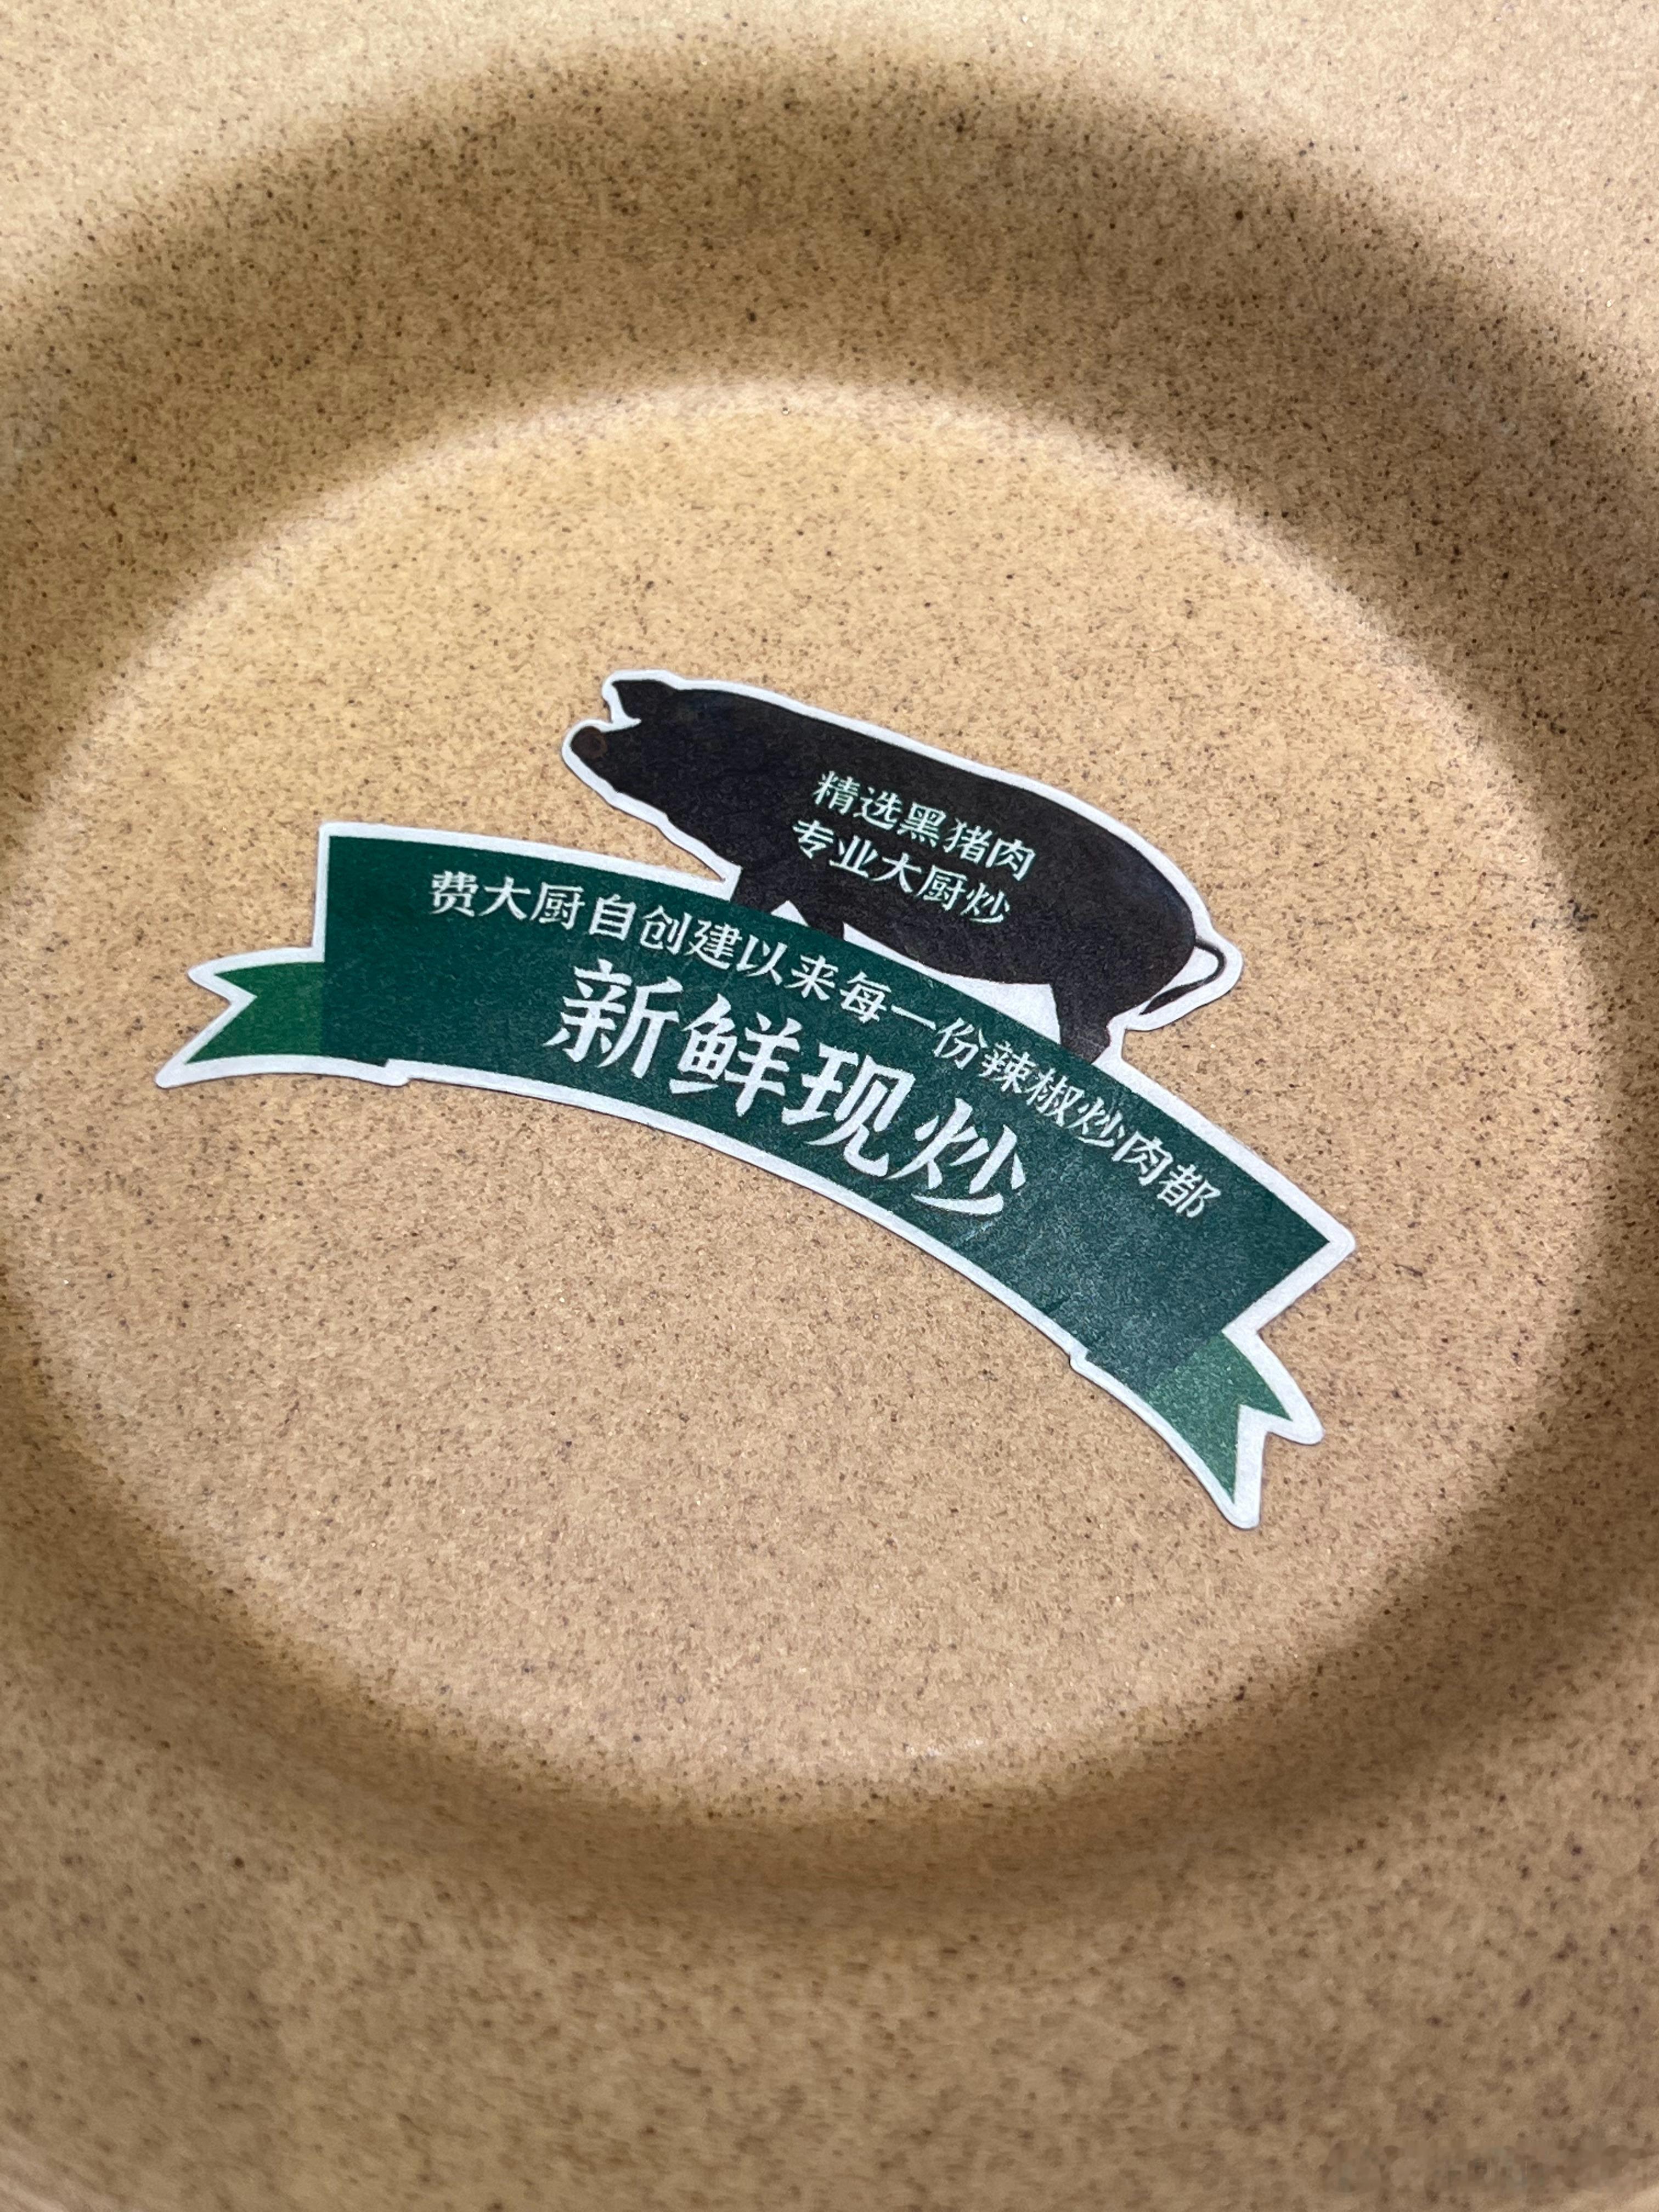 精选黑猪肉
专业大厨炒
费大厨自创建以来每一份辣椒炒肉都
新鲜现炒